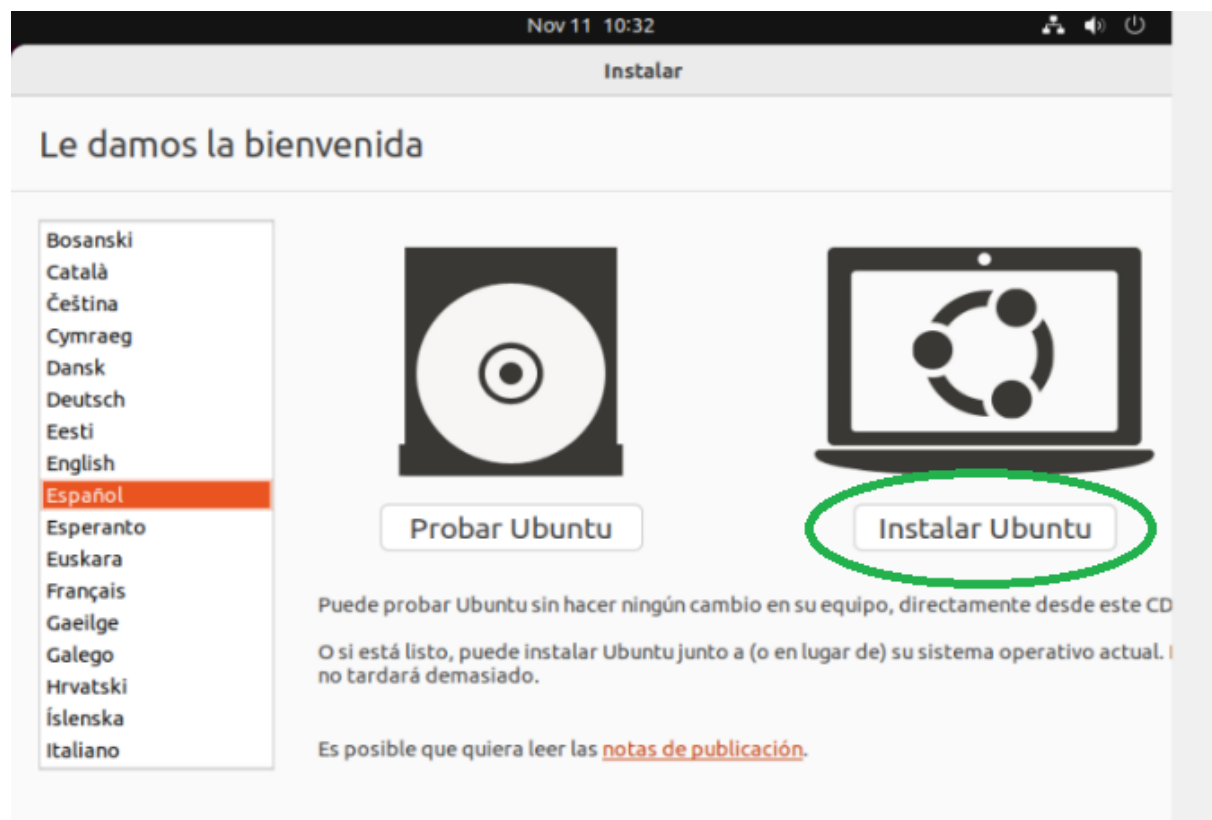 Nov 11 10:32
Instalar
Le damos la bienvenida
Bosanski
Català
Čeština
Cymraeg
Dansk
Deutsch
Eesti
English
Español
Esperanto
Euskara
Français
Gaeilge
Galego
Hrvatski
Íslenska
Italiano
Probar Ubuntu
Instalar Ubuntu
Puede probar Ubuntu sin hacer ningún cambio en su equipo, directamente desde este CD
O si está listo, puede instalar Ubuntu junto a (o en lugar de) su sistema operativo actual.
no tardará demasiado.
Es posible que quiera leer las notas de publicación.